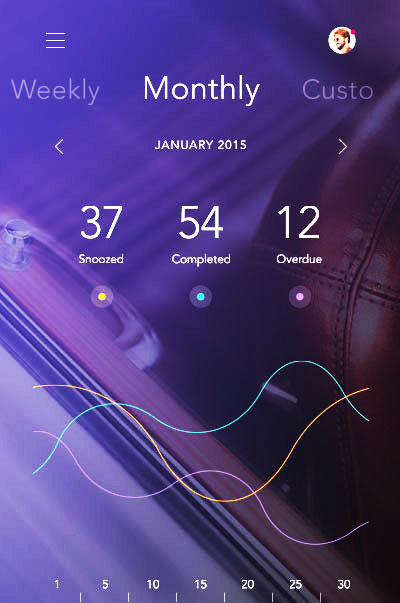 Weekly Monthly Custo
JANUARY 2015
37 54 12
Snoozed Completed Overdue
1 5 10 15 20 25 30